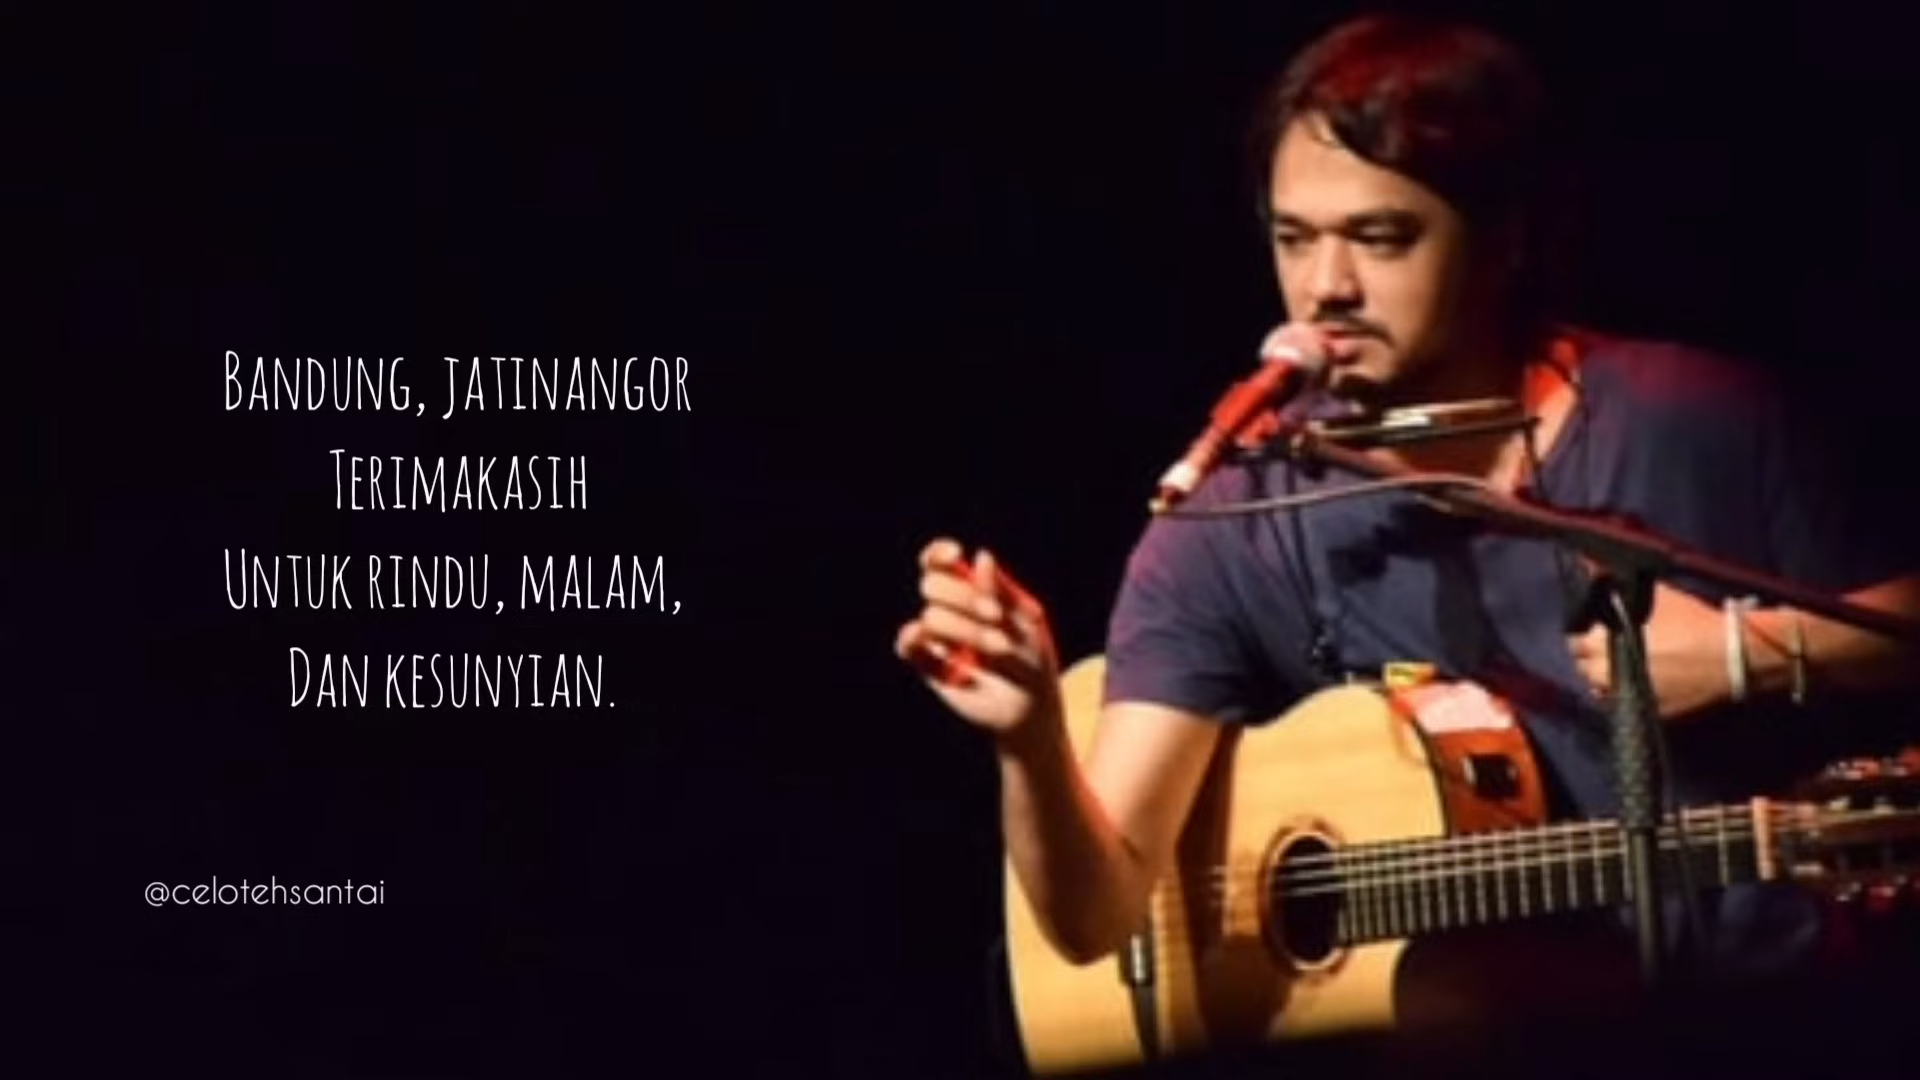 Bandung, jatinangor
Terimakasih
Untuk rindu, malam,
Dan kesunyian.
@celotehsantai